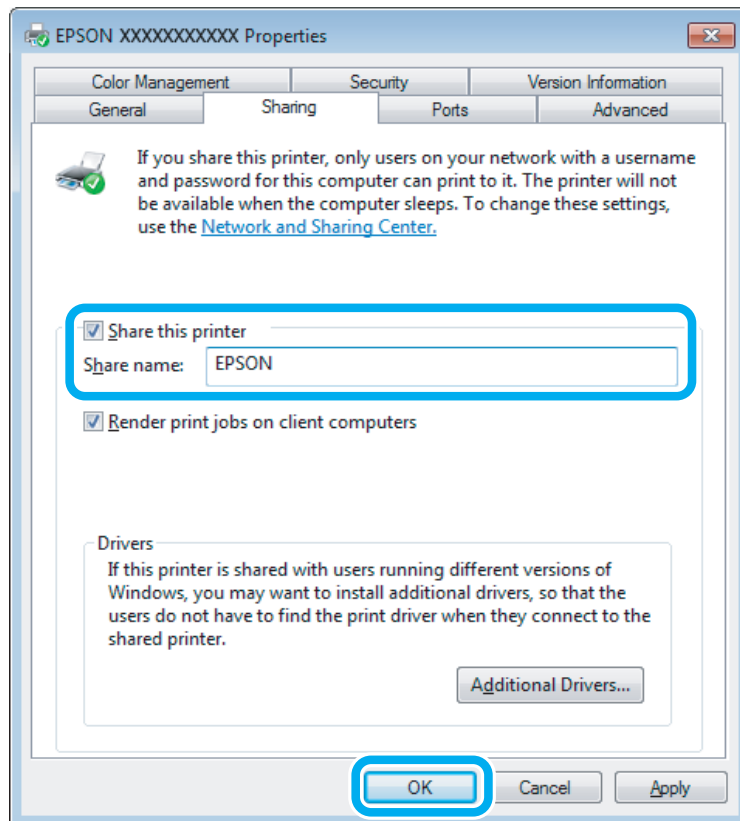 EPSON XXXXXXXXXXX Properties
Color Management Security Version Information
General Sharing Ports Advanced
If you share this printer, only users on your network with a username
and password for this computer can print to it. The printer will not
be available when the computer sleeps. To change these settings,
use the Network and Sharing Center.
Share this printer
Share name: EPSON
Render print jobs on client computers
Drivers
If this printer is shared with users running different versions of
Windows, you may want to install additional drivers, so that the
users do not have to find the print driver when they connect to the
shared printer.
Additional Drivers...
OK Cancel Apply